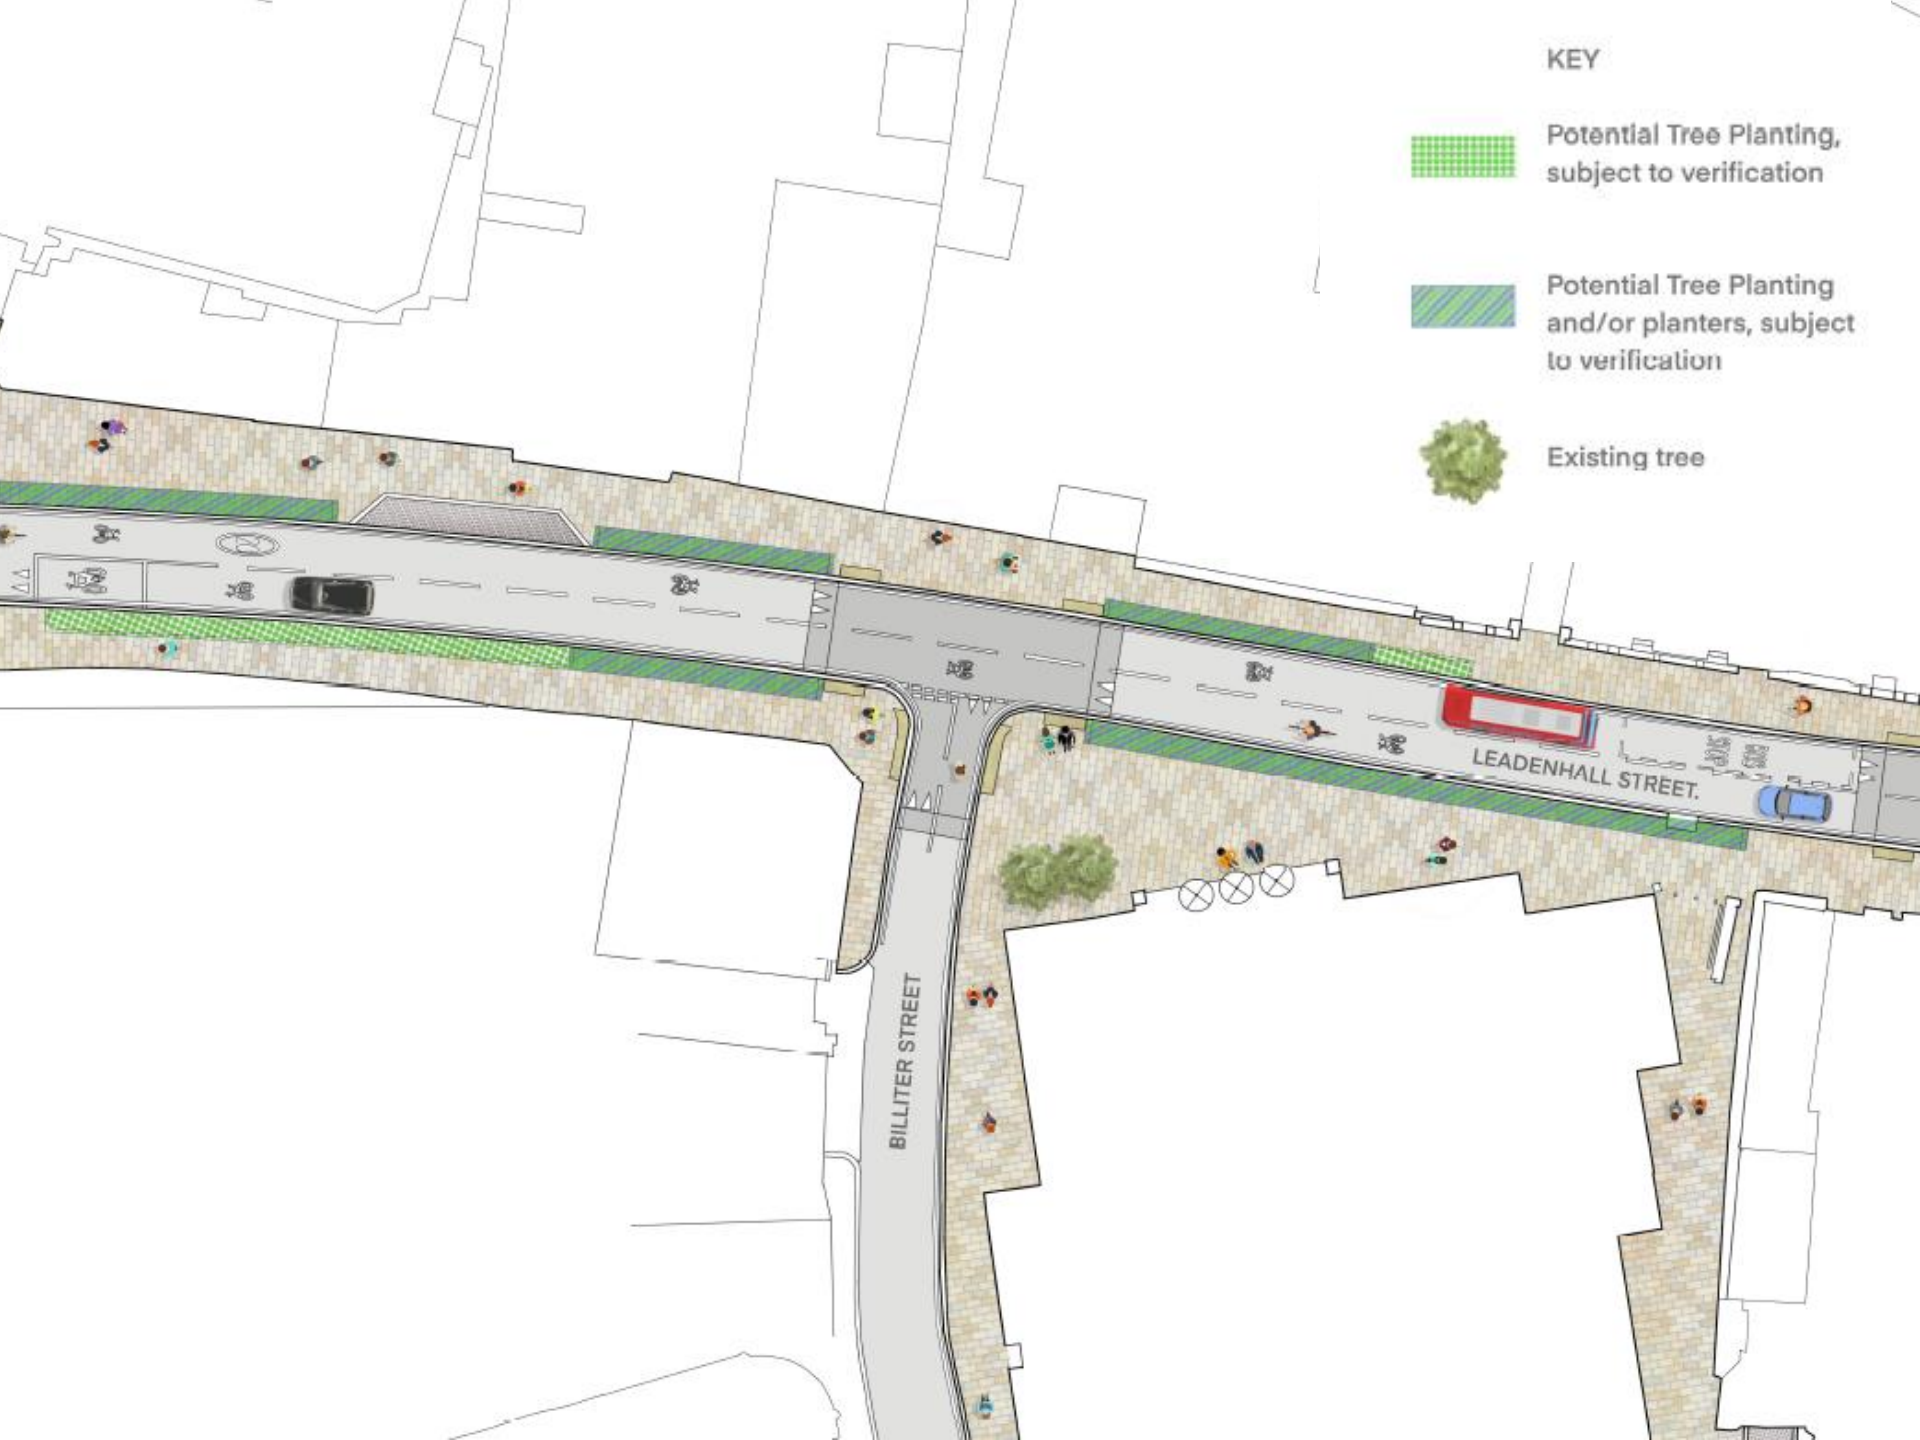 KEY
Potential Tree Planting,
subject to verification
Potential Tree Planting
and/or planters, subject
to verification
Existing tree
LEADENHALL STREET.
BILLITER STREET